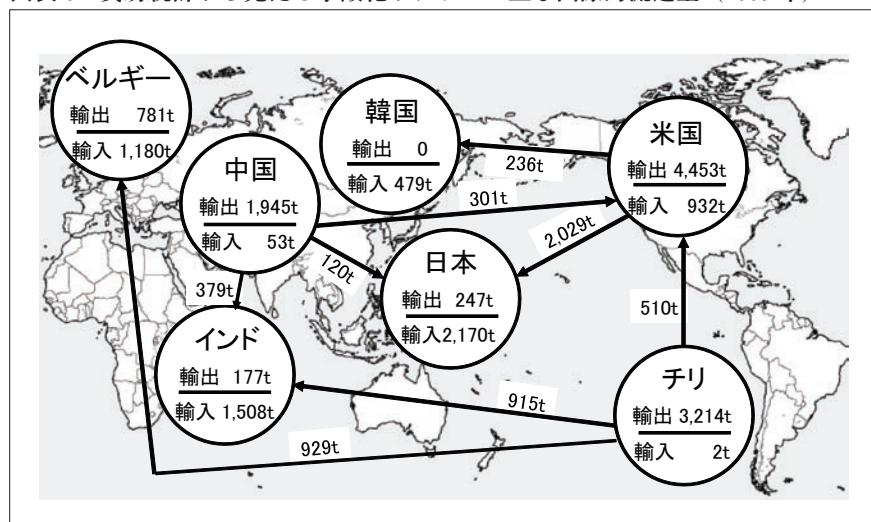 ベルギー
輸出 781t
輸入 1,180t
韓国
輸出 0
輸入 479t
米国
輸出 4,453t
輸入 932t
中国
輸出 1,945t
輸入 53t
236t
301t
2,029t
120t
日本
輸出 247t
輸入2,170t
379t
インド
輸出 177t
輸入 1,508t
510t
チリ
輸出 3,214t
輸入 2t
915t
929t